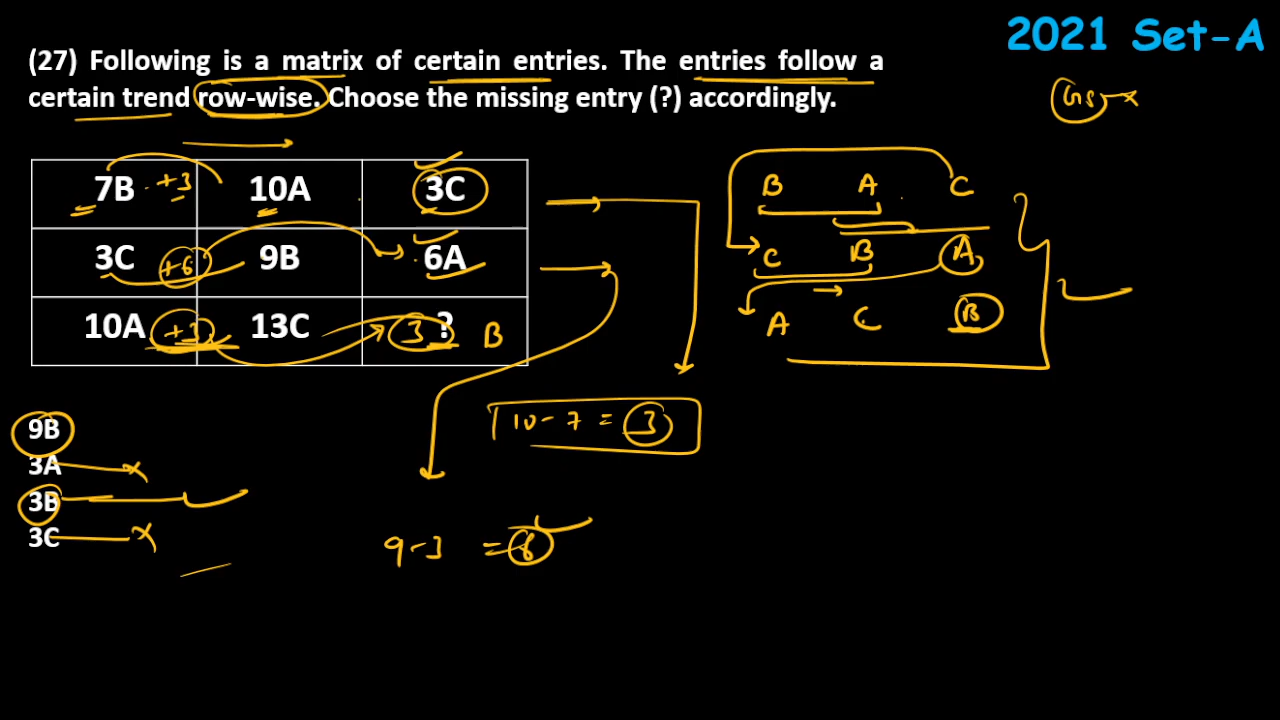 2021 Set-A
(27) Following is a matrix of certain entries. The entries follow a
certain trend row-wise. Choose the missing entry (?) accordingly.
7B +3 10A 3C
3C +6 9B 6A
10A +3 13C 3 ? B
B A C
C B A
A C B
10 - 7 = 3
9B
3A
3B
3C
9 - 3 = 6